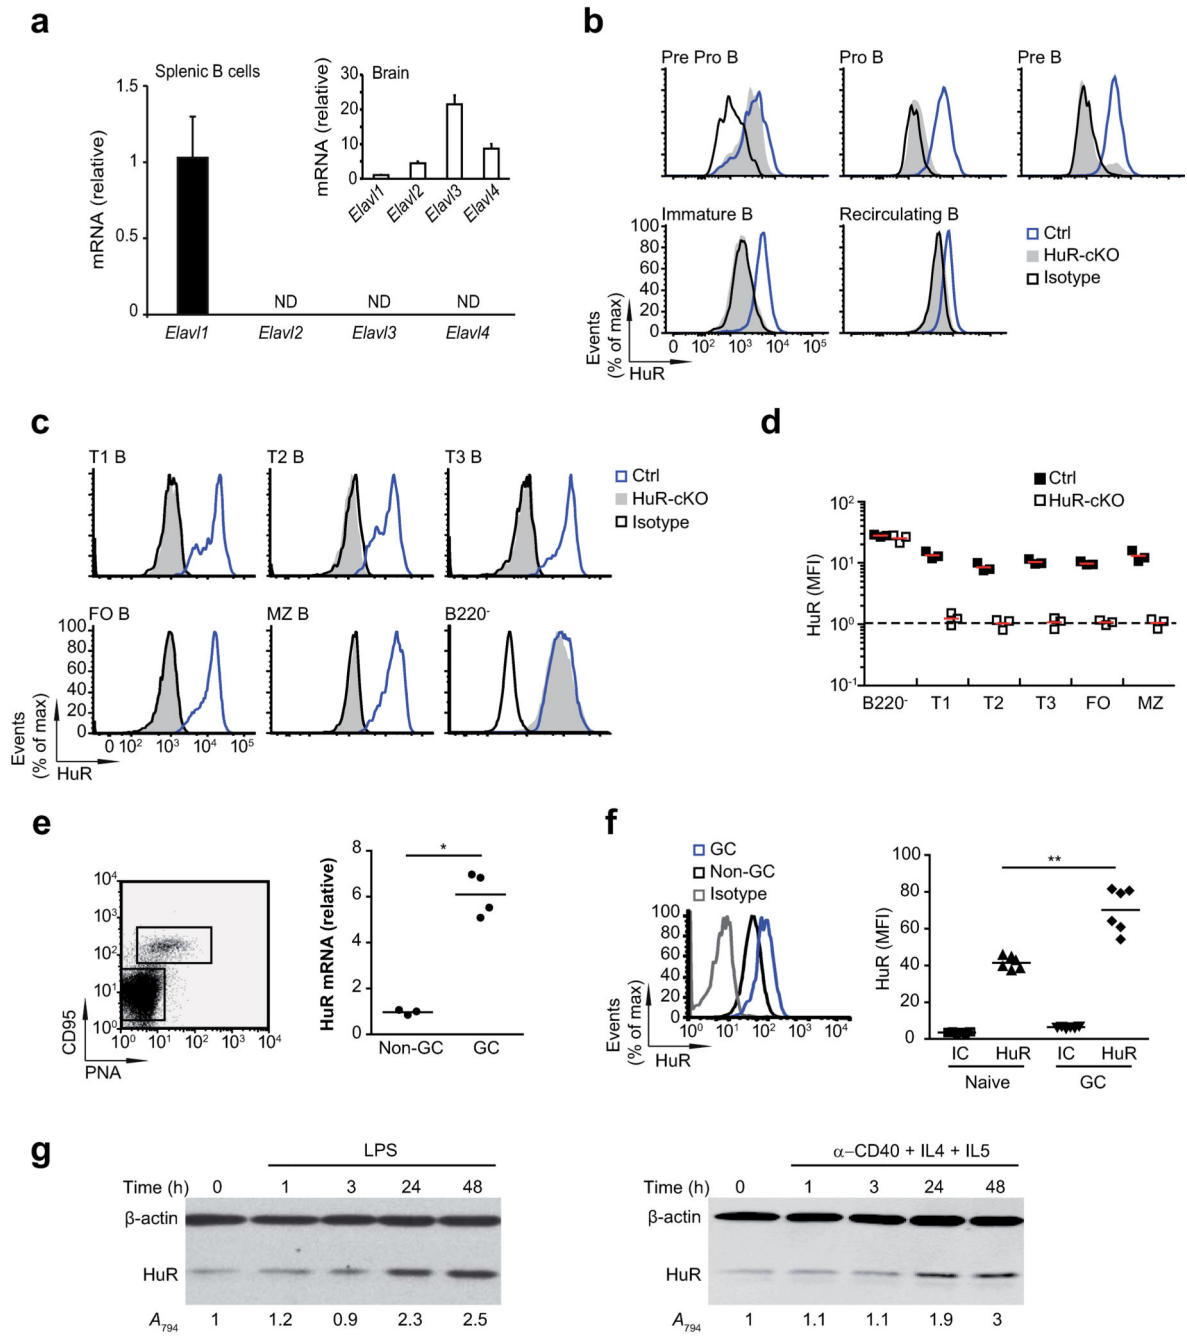 a
Splenic B cells
mRNA (relative)
1.5
1
0.5
0
ND ND ND
Elavl1 Elavl2 Elavl3 Elavl4
Brain
mRNA (relative)
30
20
10
0
Elavl1 Elavl2 Elavl3 Elavl4
b
Pre Pro B Pro B Pre B
0 10² 10³ 10⁴ 10⁵
Immature B Recirculating B
100
80
60
40
20
0
0 10² 10³ 10⁴ 10⁵
Events
(% of max)
HuR
Ctrl
HuR-cKO
Isotype
c
T1 B T2 B T3 B
Ctrl
HuR-cKO
Isotype
FO B MZ B B220⁻
100
80
60
40
20
0
0 10² 10³ 10⁴ 10⁵
Events
(% of max)
HuR
d
Ctrl
HuR-cKO
HuR (MFI)
10²
10¹
10⁰
10⁻¹
B220⁻ T1 T2 T3 FO MZ
e
10⁴
10³
10²
10¹
10⁰
10⁰ 10¹ 10² 10³ 10⁴
CD95
PNA
HuR mRNA (relative)
8
6
4
2
0
*
Non-GC GC
f
GC
Non-GC
Isotype
100
80
60
40
20
0
10⁰ 10¹ 10² 10³ 10⁴
Events
(% of max)
HuR
HuR (MFI)
100
80
60
40
20
0
**
IC HuR IC HuR
Naive GC
g
LPS
Time (h) 0 1 3 24 48
β-actin
HuR
A₇₉₄ 1 1.2 0.9 2.3 2.5
α−CD40 + IL4 + IL5
Time (h) 0 1 3 24 48
β-actin
HuR
A₇₉₄ 1 1.1 1.1 1.9 3